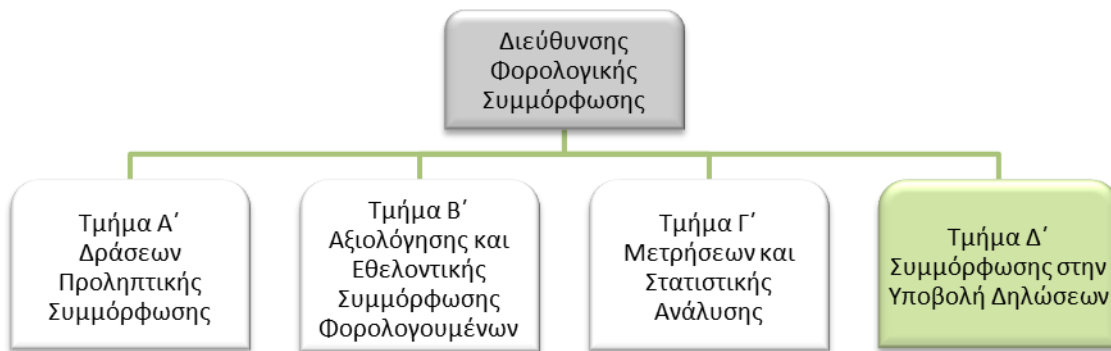 Διεύθυνσης
Φορολογικής
Συμμόρφωσης
Τμήμα Α΄
Δράσεων
Προληπτικής
Συμμόρφωσης
Τμήμα Β΄
Αξιολόγησης και
Εθελοντικής
Συμμόρφωσης
Φορολογουμένων
Τμήμα Γ΄
Μετρήσεων και
Στατιστικής
Ανάλυσης
Τμήμα Δ΄
Συμμόρφωσης στην
Υποβολή Δηλώσεων